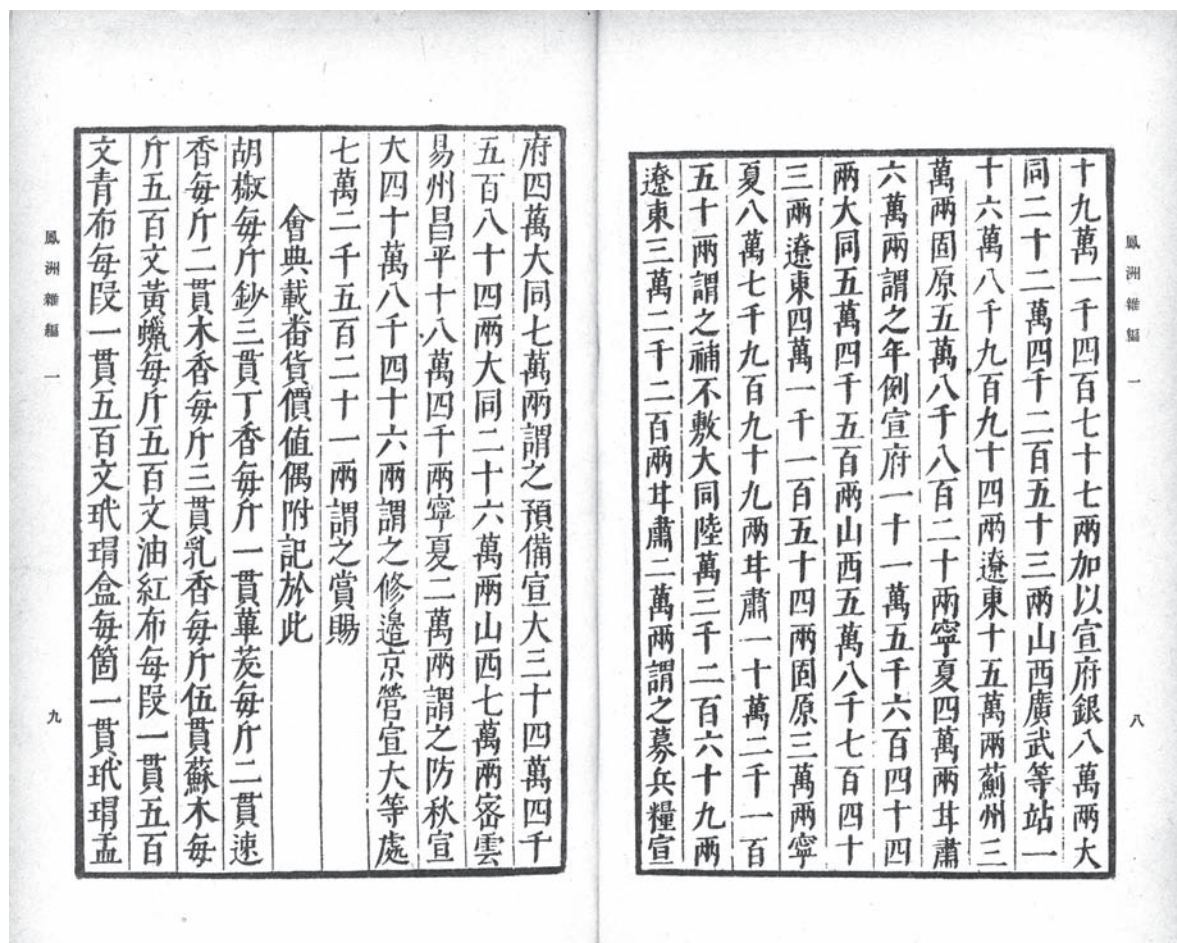 鳳洲雜編 一
八
十九萬一千四百七十七兩加以宣府銀八萬兩大
同二十二萬四千二百五十三兩山西廣武等站一
十六萬八千九百九十四兩遼東十五萬兩薊州三
萬兩固原五萬八千八百二十兩寧夏四萬兩甘肅
六萬兩謂之年例宣府一十一萬五千六百四十四
兩大同五萬四千五百兩山西五萬八千七百四十
三兩遼東四萬一千一百五十四兩固原三萬兩寧
夏八萬七千九百九十九兩甘肅一十萬二千一百
五十兩謂之補不敷大同陸萬三千二百六十九兩
遼東三萬二千二百兩甘肅二萬兩謂之募兵糧宣
府四萬大同七萬兩謂之預備宣大三十四萬四千
五百八十四兩大同二十六萬兩山西七萬兩密雲
易州昌平十八萬四千兩寧夏二萬兩謂之防秋宣
大四十萬八千四十六兩謂之修邊京營宣大等處
七萬二千五百二十一兩謂之賞賜
會典載番貨價值偶附記於此
胡椒每斤鈔三貫丁香每斤一貫蓽茇每斤二貫速
香每斤二貫木香每斤三貫乳香每斤伍貫蘇木每
斤五百文黃蠟每斤五百文油紅布每段一貫五百
文青布每段一貫五百文玳瑁盒每箇一貫玳瑁盂
鳳洲雜編 一
九